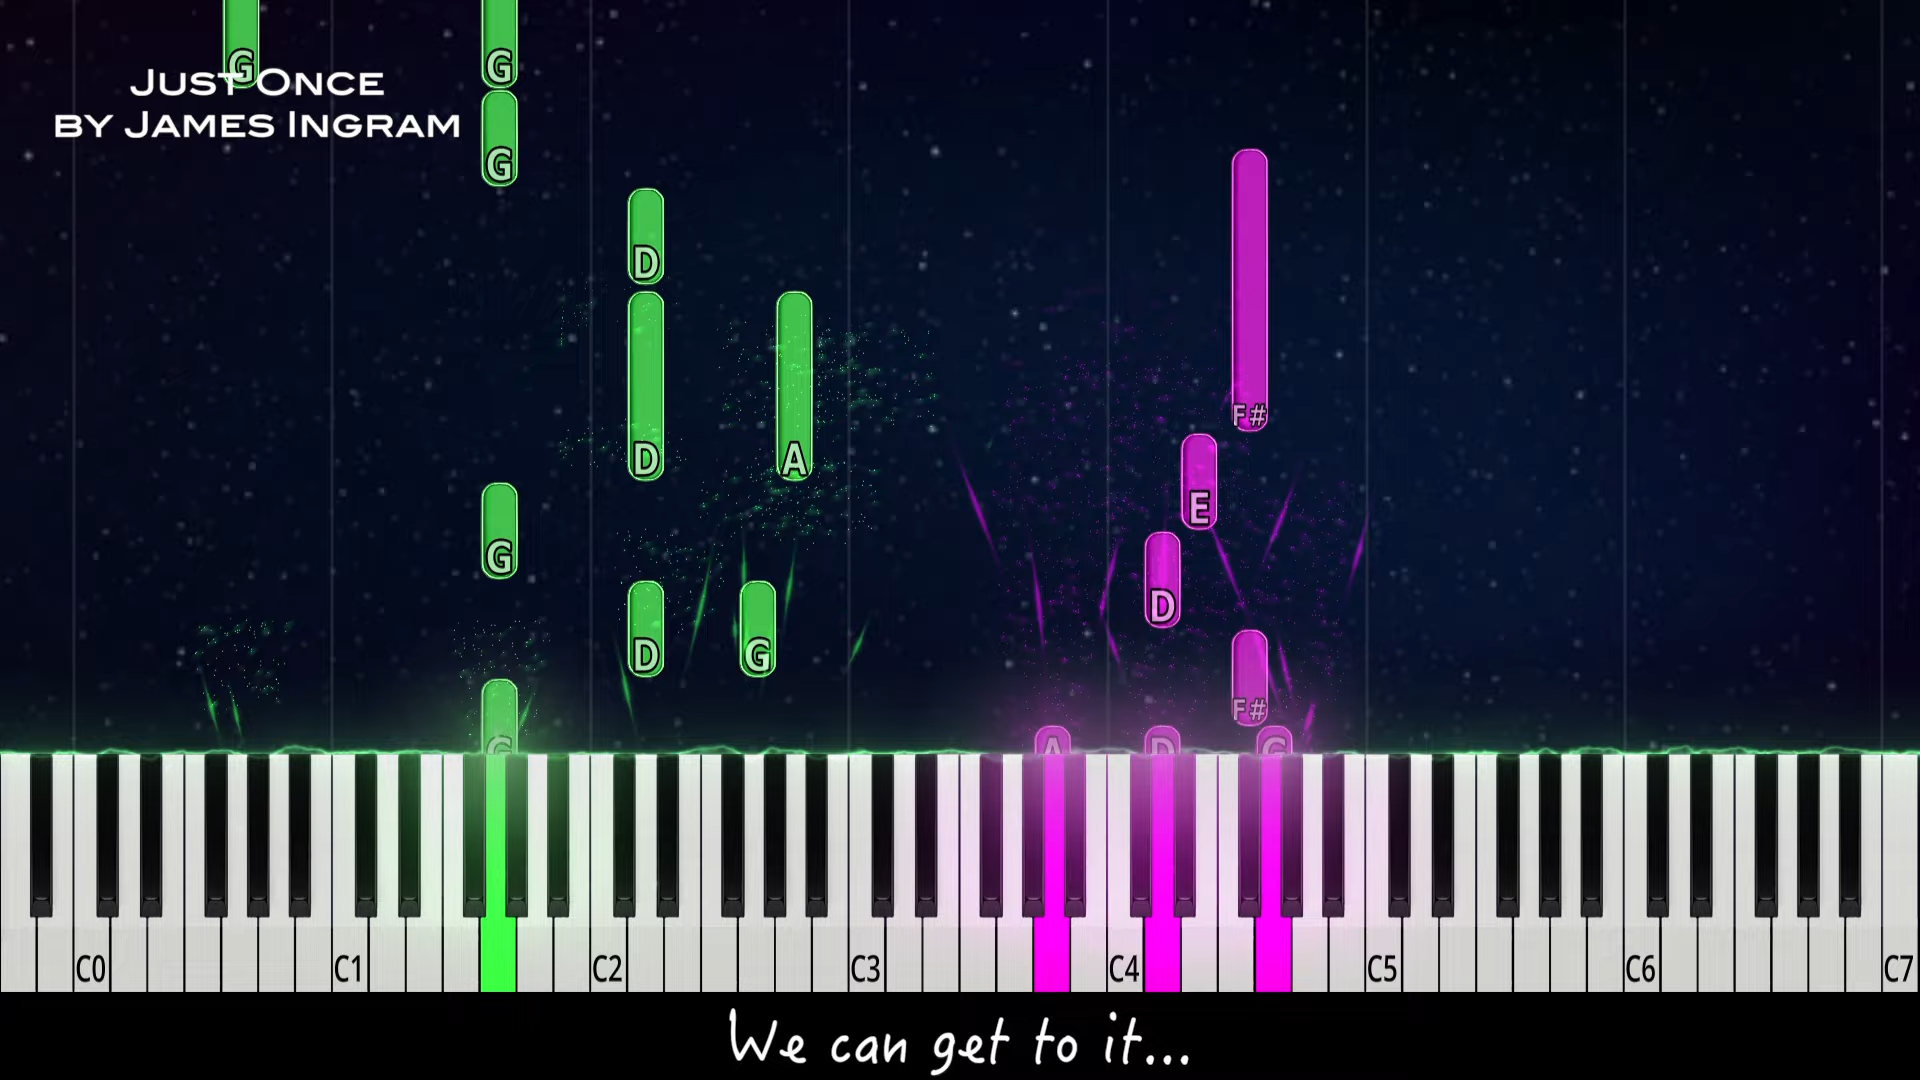 G G
JUST ONCE
BY JAMES INGRAM
G
D
F#
D A
E
G
D
D G
F#
G A D G
C0 C1 C2 C3 C4 C5 C6 C7
We can get to it...